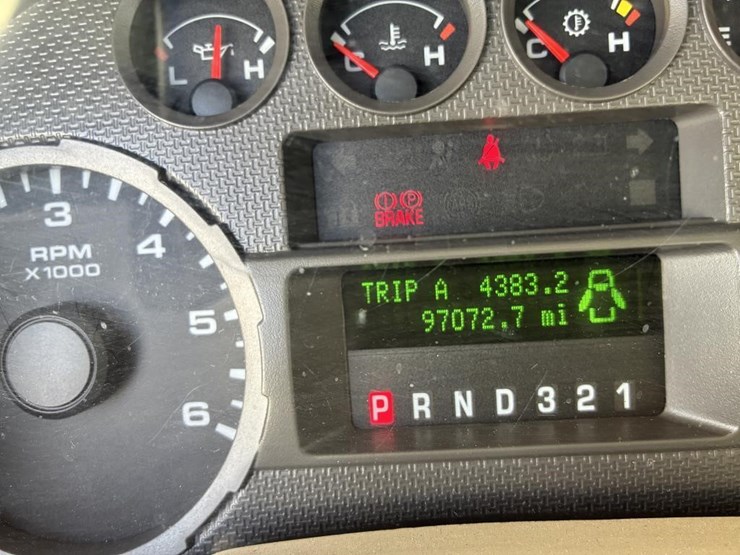 L H
C H
C H
BRAKE
3
RPM
X1000
4
5
6
TRIP A 4383.2
97072.7 mi
P R N D 3 2 1